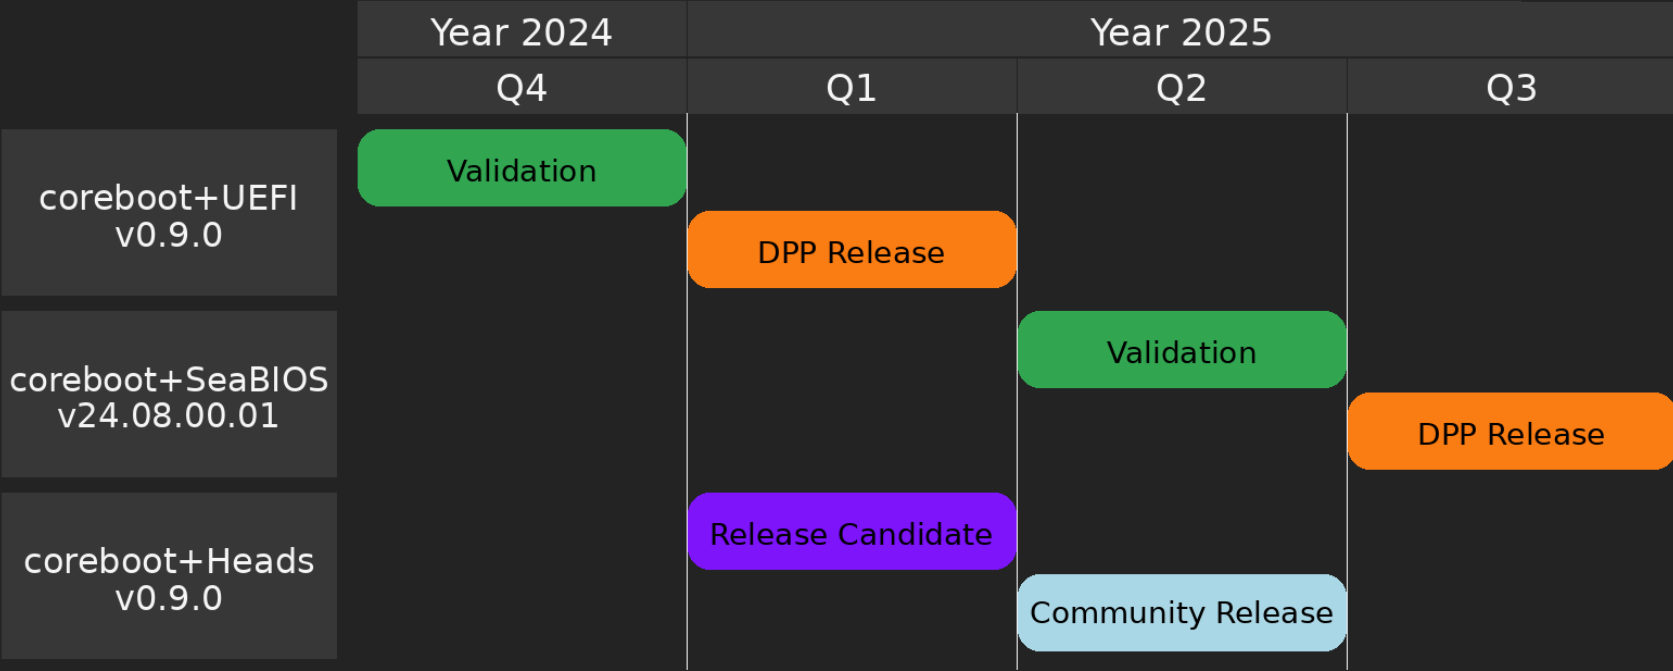 Year 2024
Year 2025
Q4
Q1
Q2
Q3
coreboot+UEFI
v0.9.0
Validation
DPP Release
coreboot+SeaBIOS
v24.08.00.01
Validation
DPP Release
coreboot+Heads
v0.9.0
Release Candidate
Community Release